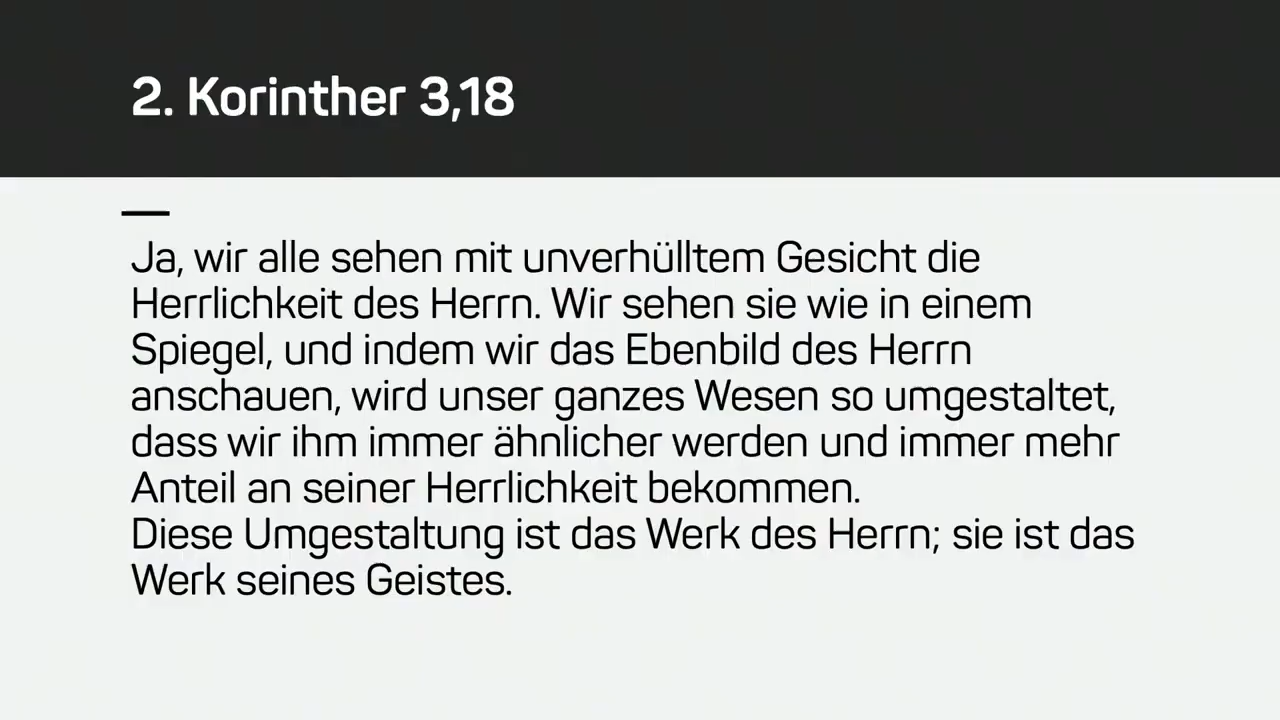 2. Korinther 3,18
Ja, wir alle sehen mit unverhülltem Gesicht die
Herrlichkeit des Herrn. Wir sehen sie wie in einem
Spiegel, und indem wir das Ebenbild des Herrn
anschauen, wird unser ganzes Wesen so umgestaltet,
dass wir ihm immer ähnlicher werden und immer mehr
Anteil an seiner Herrlichkeit bekommen.
Diese Umgestaltung ist das Werk des Herrn; sie ist das
Werk seines Geistes.